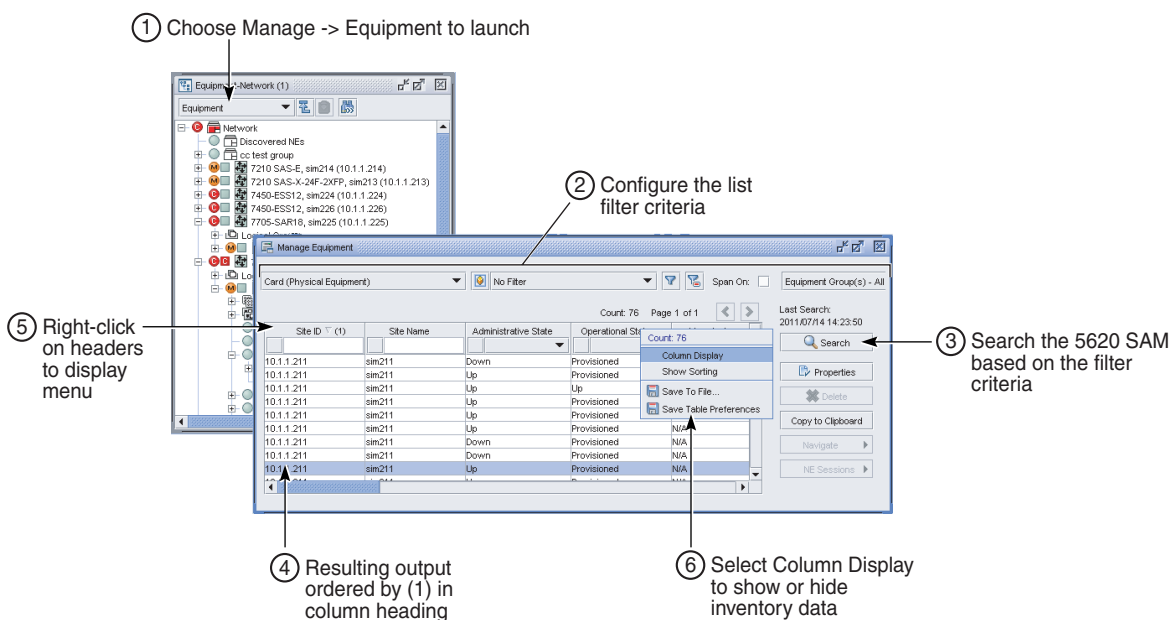 1 Choose Manage -> Equipment to launch
Equipment-Network (1)
Equipment
Network
Discovered NEs
cc test group
7210 SAS-E, sim214 (10.1.1.214)
7210 SAS-X-24F-2XFP, sim213 (10.1.1.213)
7450-ESS12, sim224 (10.1.1.224)
7450-ESS12, sim226 (10.1.1.226)
7705-SAR18, sim225 (10.1.1.225)
2 Configure the list
filter criteria
Manage Equipment
Card (Physical Equipment)
No Filter
Span On:
Equipment Group(s) - All
Count: 76 Page 1 of 1
Last Search:
2011/07/14 14:23:50
Site ID (1) Site Name Administrative State Operational
Search
Properties
Delete
Copy to Clipboard
Navigate
NE Sessions
Count: 76
Column Display
Show Sorting
Save To File...
Save Table Preferences
10.1.1.211 sim211 Down Provisioned
10.1.1.211 sim211 Up Provisioned
10.1.1.211 sim211 Up Up
10.1.1.211 sim211 Up Provisioned
10.1.1.211 sim211 Up Provisioned
10.1.1.211 sim211 Up Provisioned N/A
10.1.1.211 sim211 Down Provisioned N/A
10.1.1.211 sim211 Down Provisioned N/A
10.1.1.211 sim211 Up Provisioned N/A
3 Search the 5620 SAM
based on the filter
criteria
5 Right-click
on headers
to display
menu
4 Resulting output
ordered by (1) in
column heading
6 Select Column Display
to show or hide
inventory data